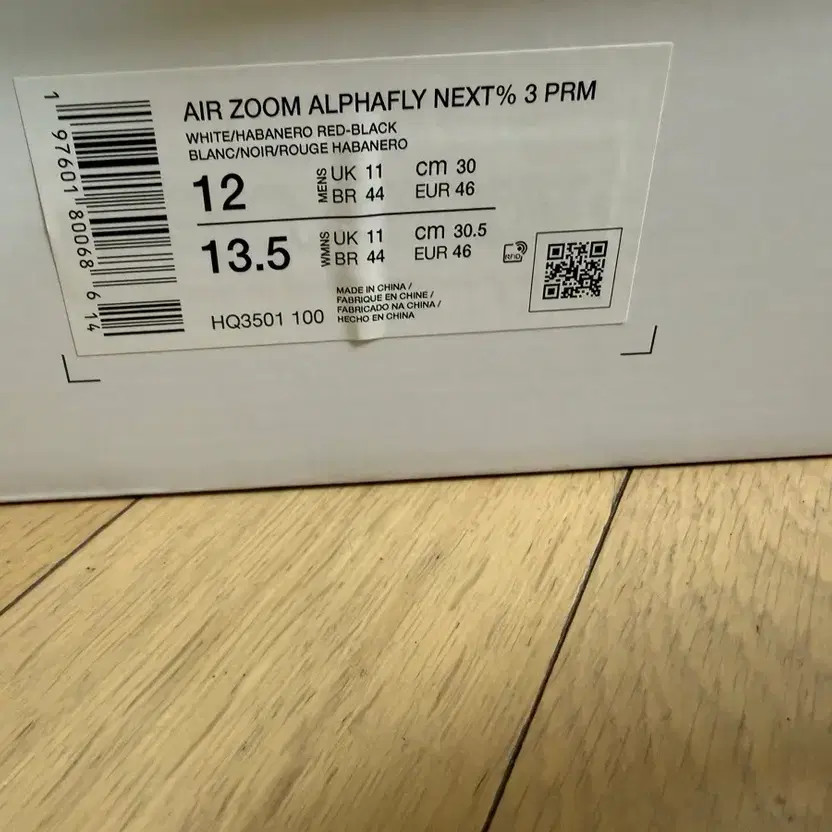 AIR ZOOM ALPHAFLY NEXT% 3 PRM
WHITE/HABANERO RED-BLACK
BLANC/NOIR/ROUGE HABANERO
12 MENS UK 11 cm 30
BR 44 EUR 46
13.5 WMNS UK 11 cm 30.5
BR 44 EUR 46
RFID
HQ3501 100
MADE IN CHINA /
FABRIQUE EN CHINE /
FABRICADO NA CHINA /
HECHO EN CHINA
1 97601 80068 6 14